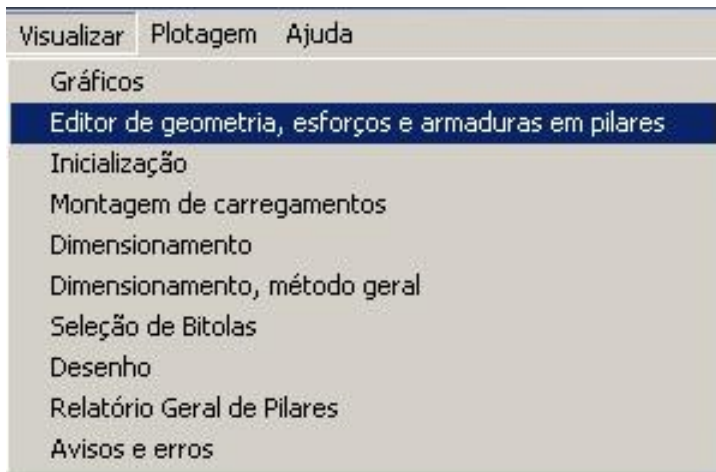 Visualizar Plotagem Ajuda
Gráficos
Editor de geometria, esforços e armaduras em pilares
Inicialização
Montagem de carregamentos
Dimensionamento
Dimensionamento, método geral
Seleção de Bitolas
Desenho
Relatório Geral de Pilares
Avisos e erros